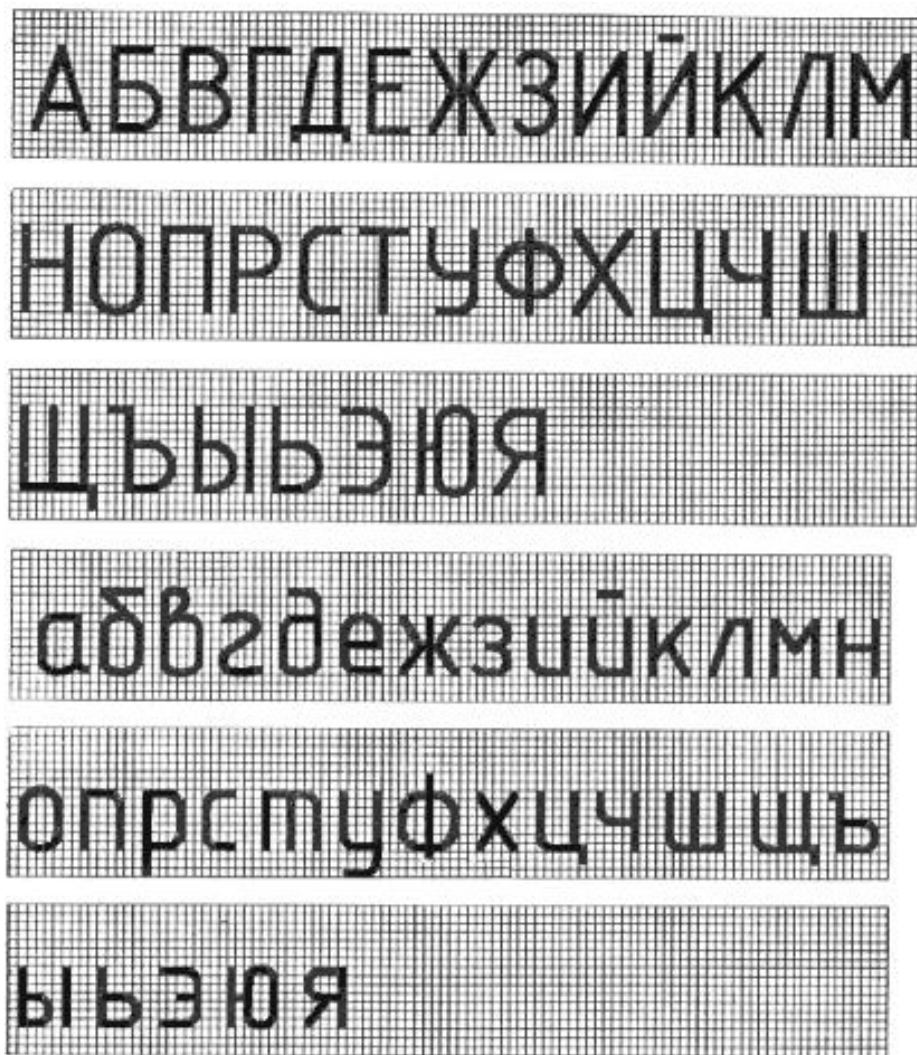 АБВГДЕЖЗИЙКЛМ
НОПРСТУФХЦЧШ
ЩЪЫЬЭЮЯ
абвгдежзийклмн
опрстуфхцчшщъ
ыьэюя